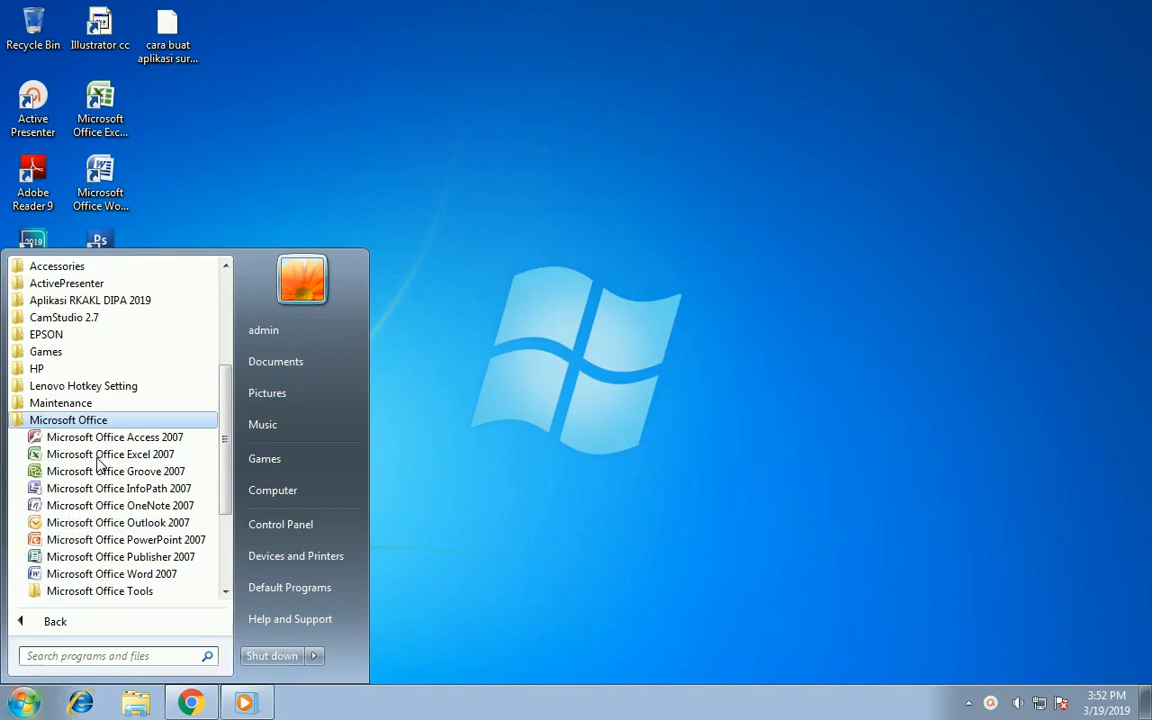 Recycle Bin
Illustrator cc
cara buat
aplikasi sur...
Active
Presenter
Microsoft
Office Exc...
Adobe
Reader 9
Microsoft
Office Wo...
2019
Ps
Accessories
ActivePresenter
Aplikasi RKAKL DIPA 2019
CamStudio 2.7
EPSON
Games
HP
Lenovo Hotkey Setting
Maintenance
Microsoft Office
Microsoft Office Access 2007
Microsoft Office Excel 2007
Microsoft Office Groove 2007
Microsoft Office InfoPath 2007
Microsoft Office OneNote 2007
Microsoft Office Outlook 2007
Microsoft Office PowerPoint 2007
Microsoft Office Publisher 2007
Microsoft Office Word 2007
Microsoft Office Tools
Back
Search programs and files
admin
Documents
Pictures
Music
Games
Computer
Control Panel
Devices and Printers
Default Programs
Help and Support
Shut down
3:52 PM
3/19/2019